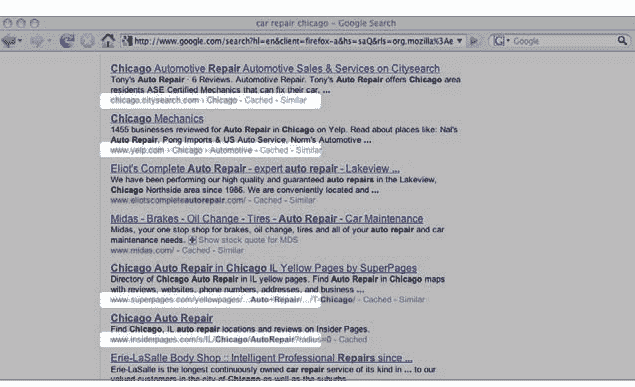 car repair chicago - Google Search
http://www.google.com/search?hl=en&client=firefox-a&hs=saQ&rls=org.mozilla%3Ae
Google
Chicago Automotive Repair Automotive Sales & Services on Citysearch
Tony's Auto Repair · 6 Reviews. Automotive Repair. Tony's Auto Repair offers Chicago area
residents ASE Certified Mechanics that can fix their car, ...
chicago.citysearch.com › Chicago - Cached - Similar
Chicago Mechanics
1455 businesses reviewed for Auto Repair in Chicago on Yelp. Read about places like: Nal's
Auto Repair, Pong Imports & US Auto Service, Norm's Automotive ...
www.yelp.com › Chicago › Automotive - Cached - Similar
Eliot's Complete Auto Repair - expert auto repair - Lakeview ...
We have been performing our high quality and guaranteed auto repairs in the Lakeview,
Chicago Northside area since 1986. We are conveniently located and ...
www.eliotscompleteautorepair.com/ - Cached - Similar
Midas - Brakes - Oil Change - Tires - Auto Repair - Car Maintenance
Midas, your one stop shop for brakes, oil change, tires and all of your auto repair and car
maintenance needs. Show stock quote for MDS
www.midas.com/ - Cached - Similar
Chicago Auto Repair in Chicago IL Yellow Pages by SuperPages
Directory of Chicago Auto Repair in IL yellow pages. Find Auto Repair in Chicago maps
with reviews, websites, phone numbers, addresses, and business ...
www.superpages.com/yellowpages/...Auto+Repair/.../T-Chicago/ - Cached - Similar
Chicago Auto Repair
Find Chicago, IL auto repair locations and reviews on Insider Pages.
www.insiderpages.com/s/IL/Chicago/AutoRepair?radius=0 - Cached
Erie-LaSalle Body Shop :: Intelligent Professional Repairs since ...
Erie-LaSalle is the longest continuously owned car repair service of its kind in ... to our
valued customers in the city of Chicago as well as the suburbs.